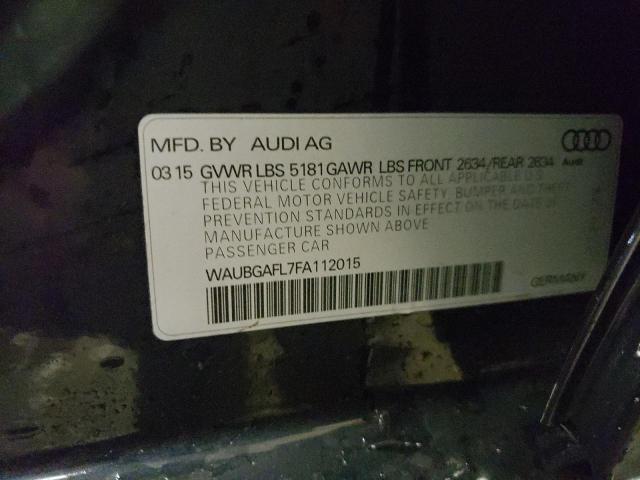 MFD. BY AUDI AG
Audi
03 15 GVWR LBS 5181 GAWR LBS FRONT 2634/REAR 2634
THIS VEHICLE CONFORMS TO ALL APPLICABLE U.S.
FEDERAL MOTOR VEHICLE SAFETY, BUMPER AND THEFT
PREVENTION STANDARDS IN EFFECT ON THE DATE OF
MANUFACTURE SHOWN ABOVE
PASSENGER CAR
WAUBGAFL7FA112015
GERMANY